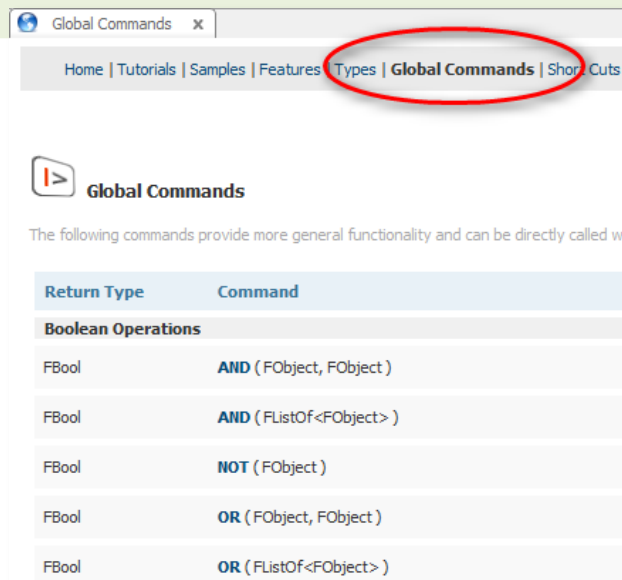 Global Commands x
Home | Tutorials | Samples | Features | Types | Global Commands | Short Cuts
|>
Global Commands
The following commands provide more general functionality and can be directly called w
Return Type Command
Boolean Operations
FBool AND ( FObject, FObject )
FBool AND ( FListOf<FObject> )
FBool NOT ( FObject )
FBool OR ( FObject, FObject )
FBool OR ( FListOf<FObject> )